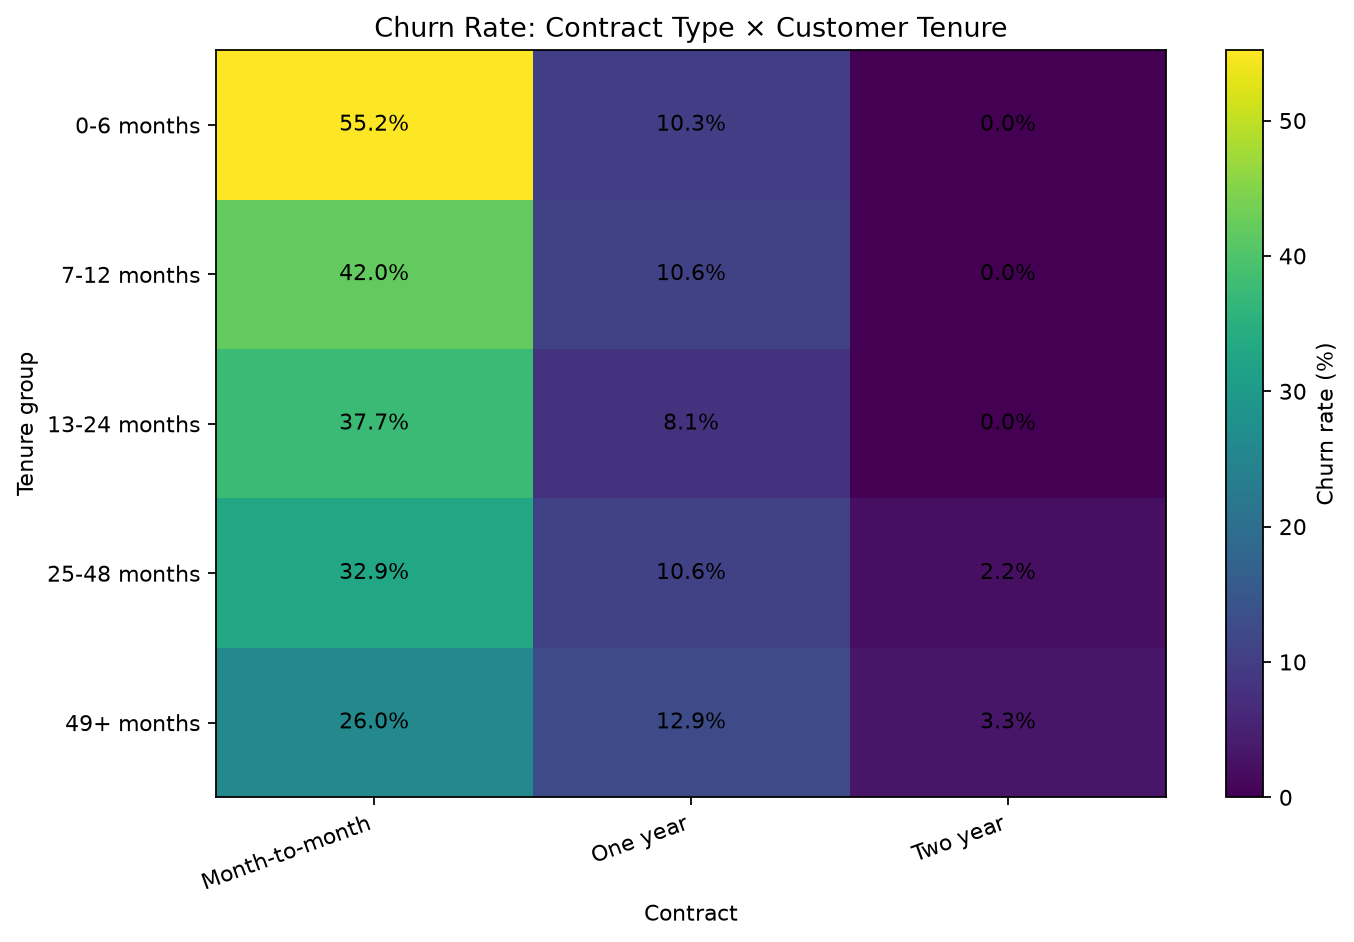 Churn Rate: Contract Type × Customer Tenure
Tenure group
0-6 months
55.2%
10.3%
0.0%
7-12 months
42.0%
10.6%
0.0%
13-24 months
37.7%
8.1%
0.0%
25-48 months
32.9%
10.6%
2.2%
49+ months
26.0%
12.9%
3.3%
Month-to-month
One year
Two year
Contract
50
40
30
20
10
0
Churn rate (%)